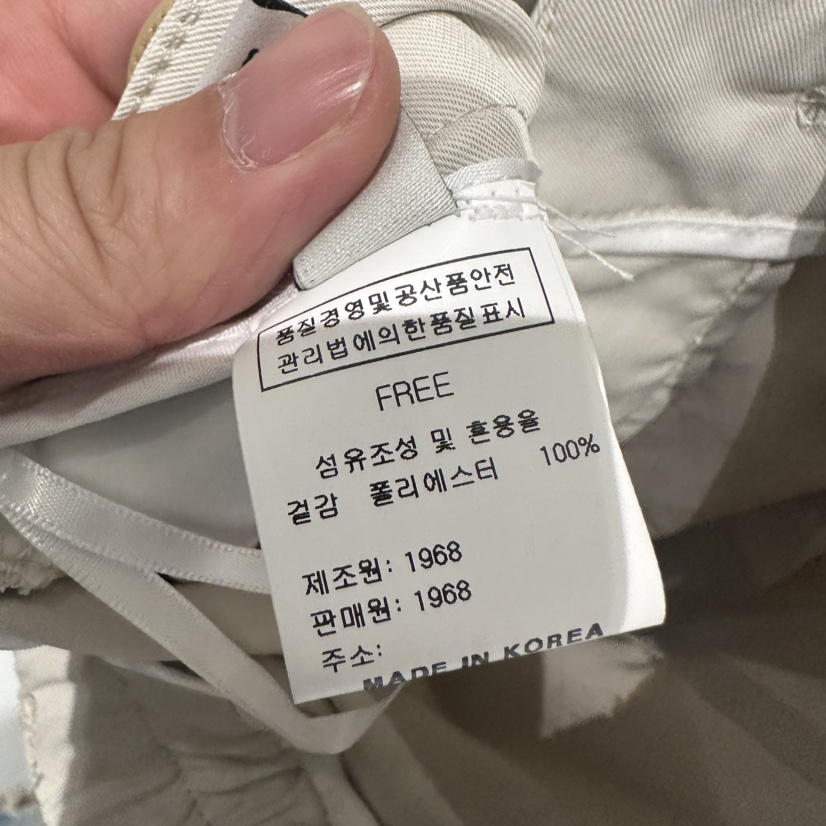 품질경영및공산품안전
관리법에의한품질표시
FREE
섬유조성 및 혼용율
겉감 폴리에스터 100%
제조원: 1968
판매원: 1968
주소:
MADE IN KOREA